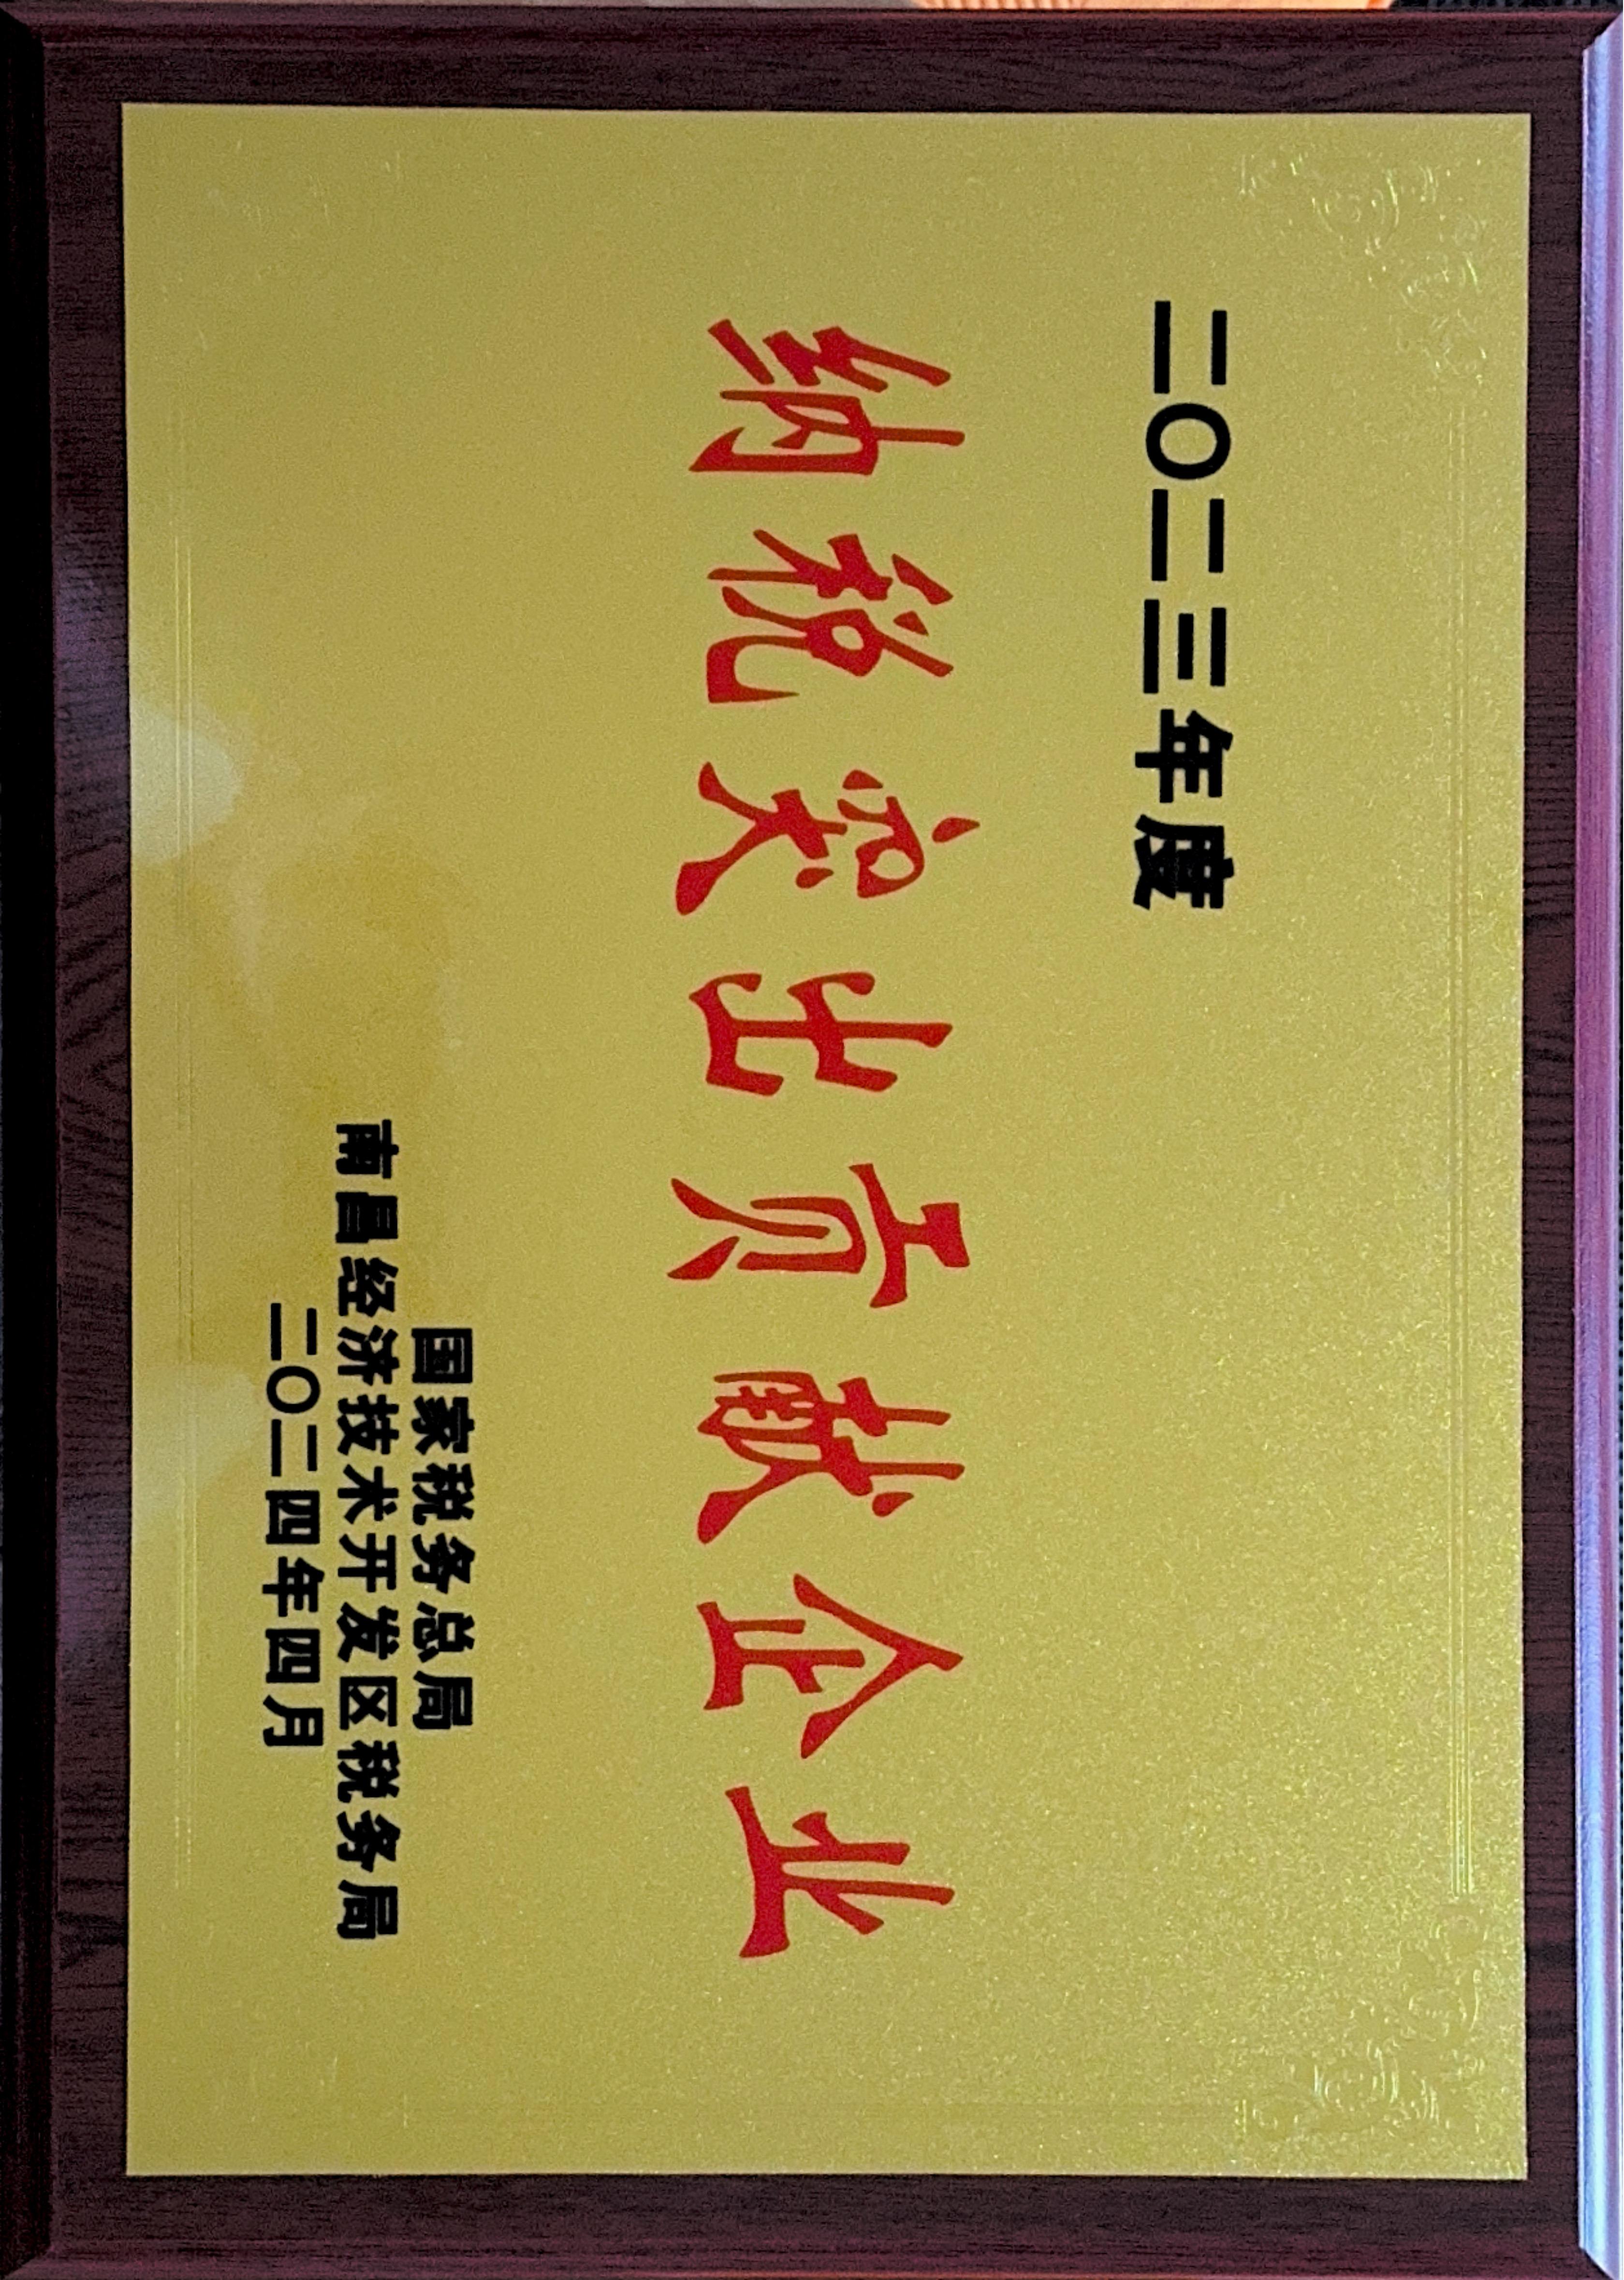 二〇二三年度
纳税突出贡献企业
国家税务总局
南昌经济技术开发区税务局
二〇二四年四月